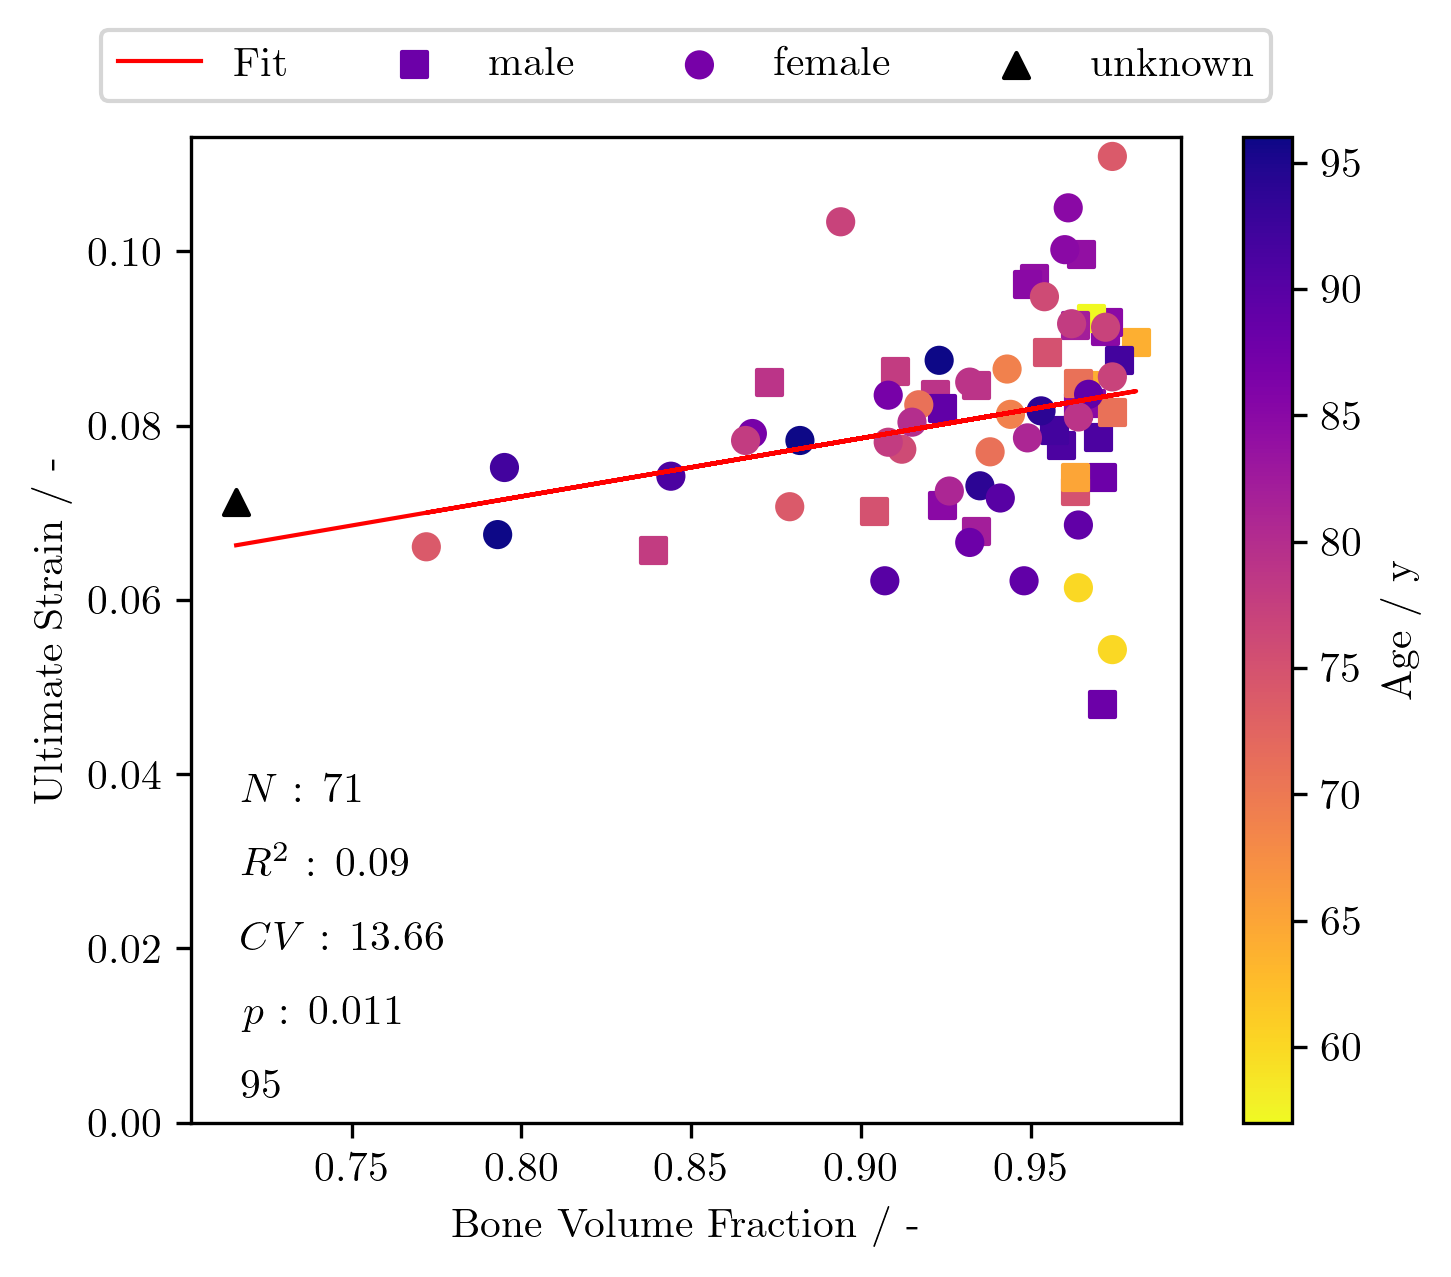 Fit male female unknown
0.10
0.08
0.06
0.04
0.02
0.00
Ultimate Strain / -
N : 71
R² : 0.09
CV : 13.66
p : 0.011
95
0.75 0.80 0.85 0.90 0.95
Bone Volume Fraction / -
95
90
85
80
75
70
65
60
Age / y